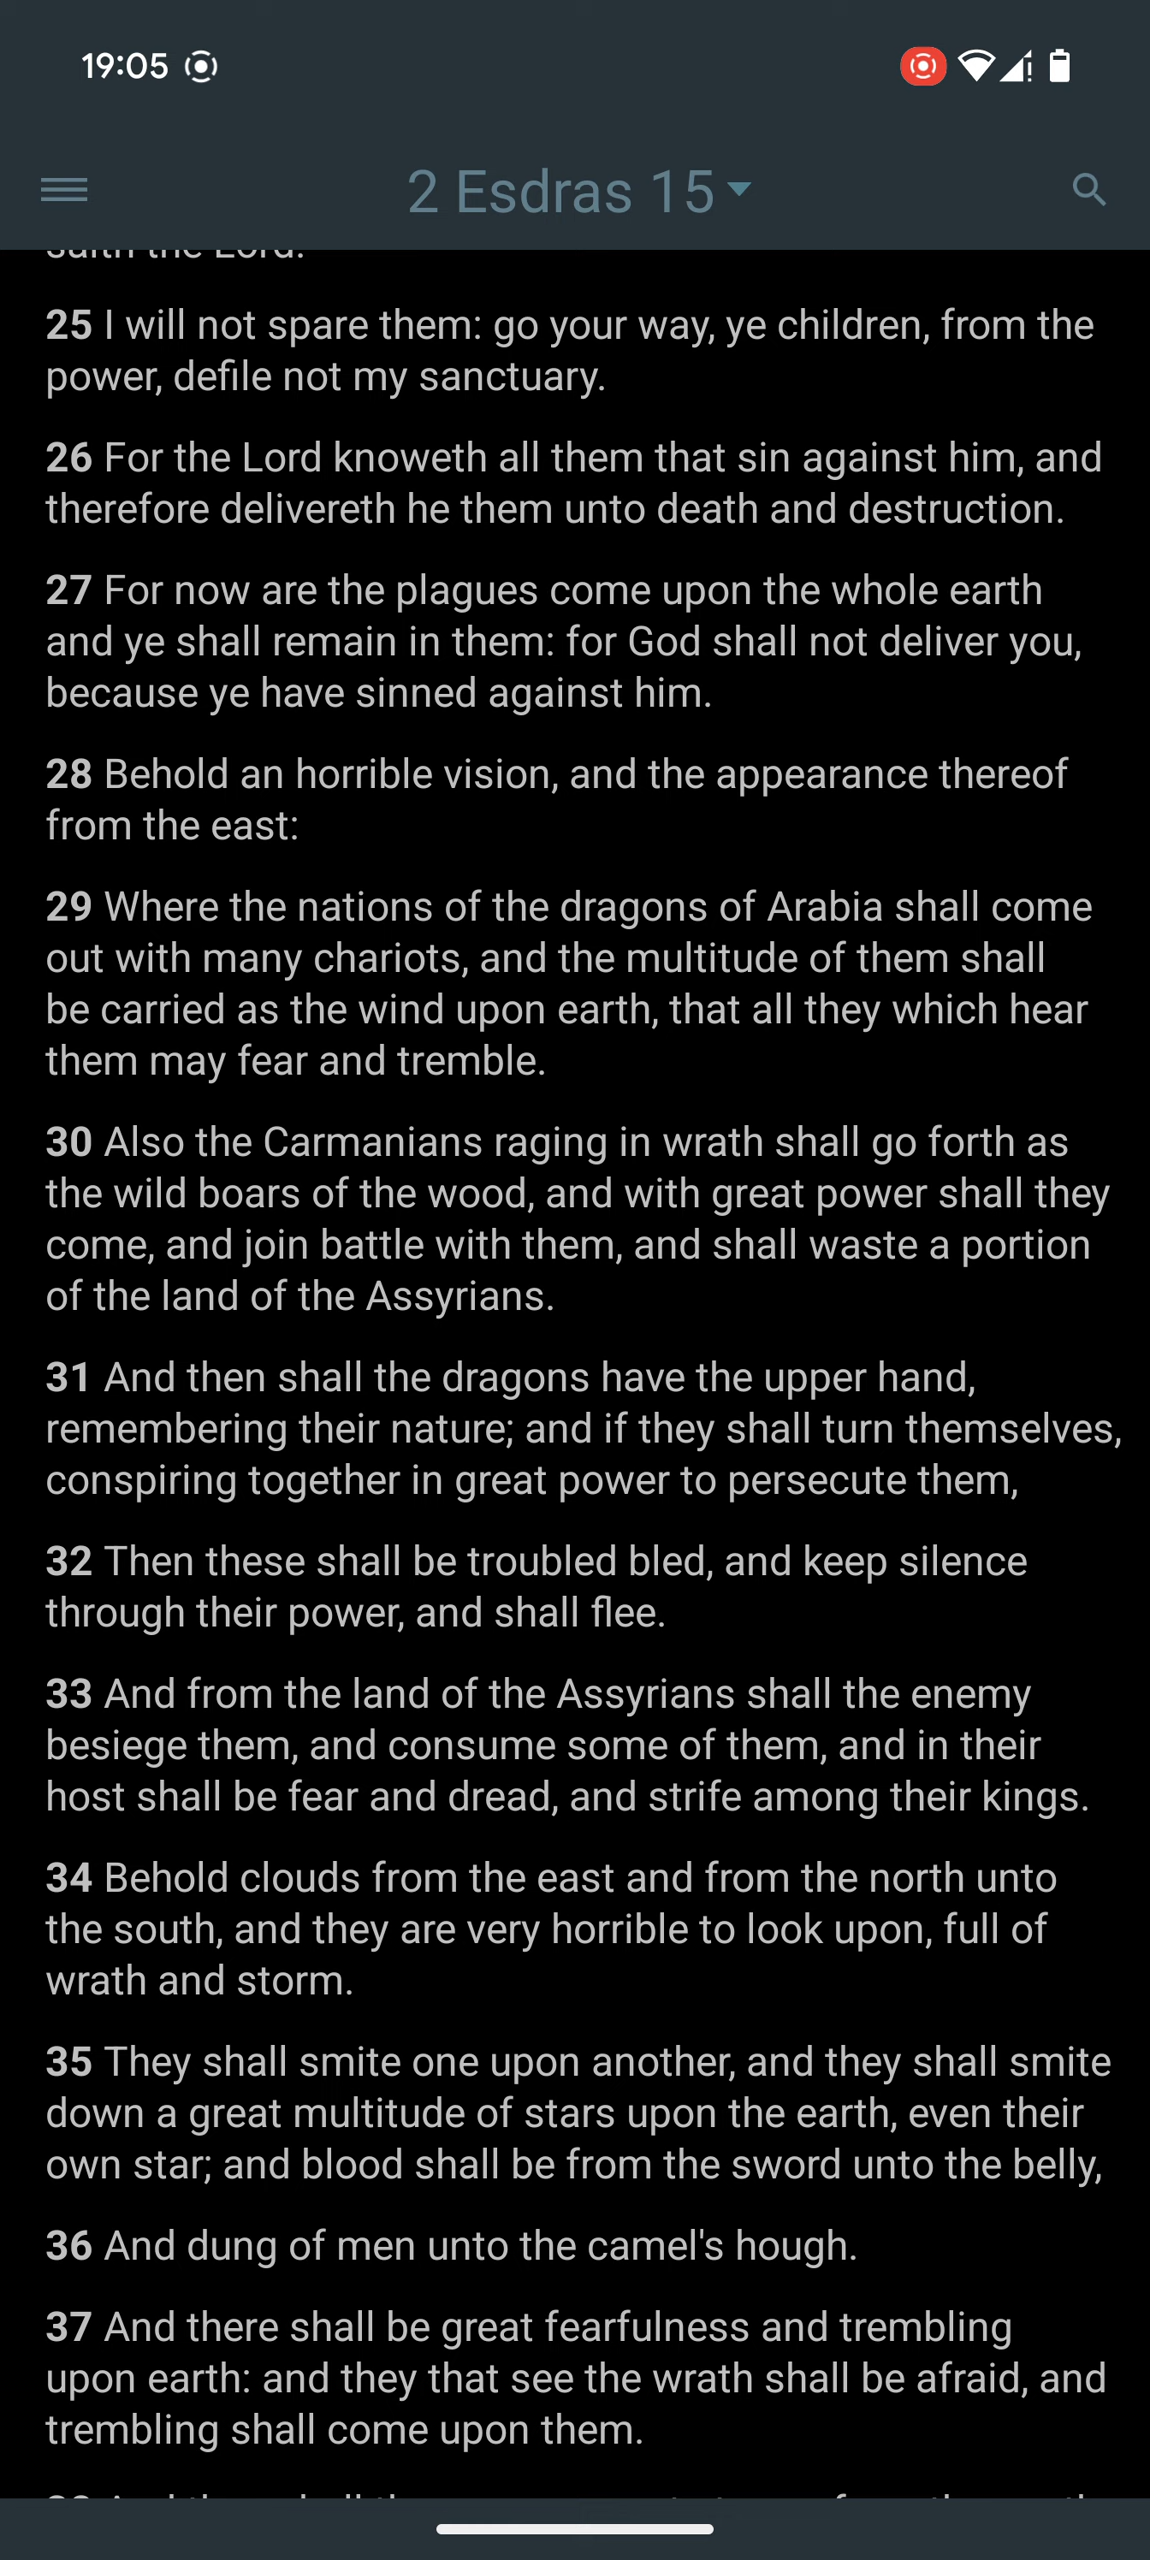 19:05
2 Esdras 15
saith the Lord.
25 I will not spare them: go your way, ye children, from the
power, defile not my sanctuary.
26 For the Lord knoweth all them that sin against him, and
therefore delivereth he them unto death and destruction.
27 For now are the plagues come upon the whole earth
and ye shall remain in them: for God shall not deliver you,
because ye have sinned against him.
28 Behold an horrible vision, and the appearance thereof
from the east:
29 Where the nations of the dragons of Arabia shall come
out with many chariots, and the multitude of them shall
be carried as the wind upon earth, that all they which hear
them may fear and tremble.
30 Also the Carmanians raging in wrath shall go forth as
the wild boars of the wood, and with great power shall they
come, and join battle with them, and shall waste a portion
of the land of the Assyrians.
31 And then shall the dragons have the upper hand,
remembering their nature; and if they shall turn themselves,
conspiring together in great power to persecute them,
32 Then these shall be troubled bled, and keep silence
through their power, and shall flee.
33 And from the land of the Assyrians shall the enemy
besiege them, and consume some of them, and in their
host shall be fear and dread, and strife among their kings.
34 Behold clouds from the east and from the north unto
the south, and they are very horrible to look upon, full of
wrath and storm.
35 They shall smite one upon another, and they shall smite
down a great multitude of stars upon the earth, even their
own star; and blood shall be from the sword unto the belly,
36 And dung of men unto the camel's hough.
37 And there shall be great fearfulness and trembling
upon earth: and they that see the wrath shall be afraid, and
trembling shall come upon them.